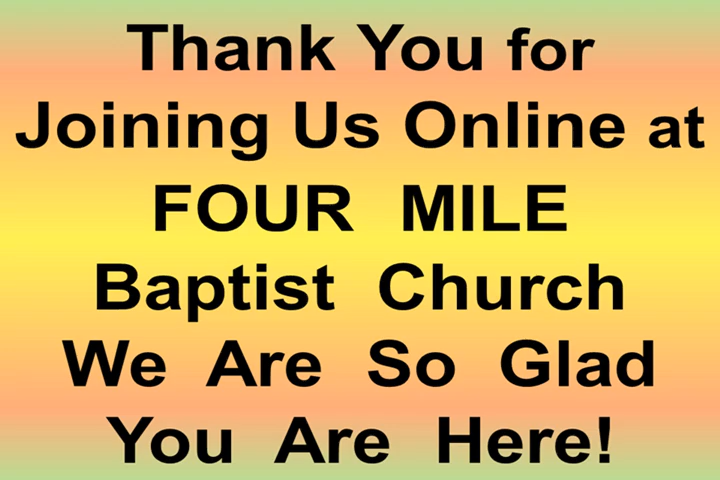 Thank You for
Joining Us Online at
FOUR MILE
Baptist Church
We Are So Glad
You Are Here!